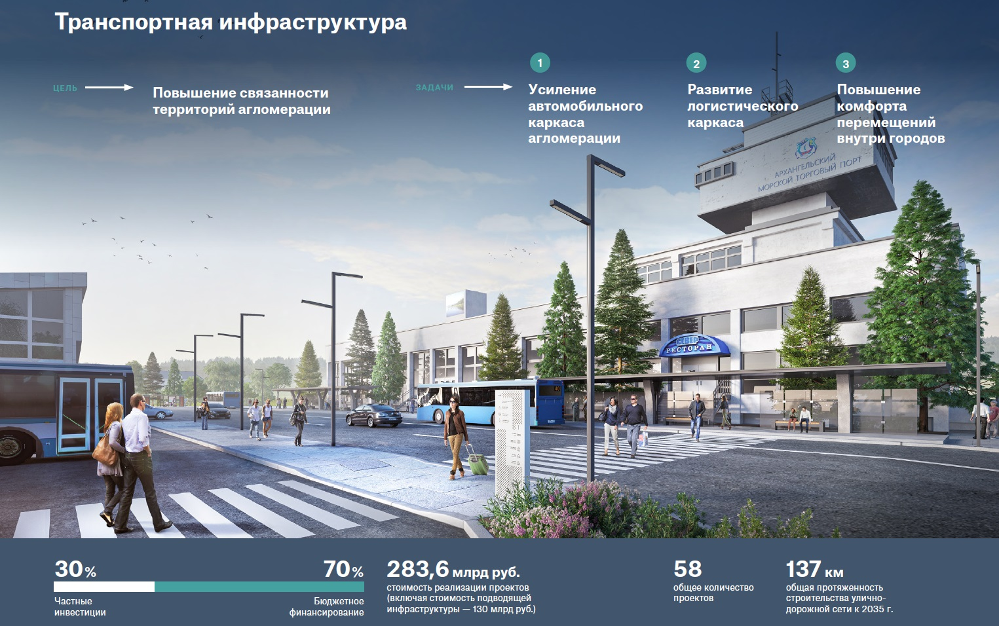 Транспортная инфраструктура
ЦЕЛЬ
Повышение связанности
территорий агломерации
ЗАДАЧИ
1
Усиление
автомобильного
каркаса
агломерации
2
Развитие
логистического
каркаса
3
Повышение
комфорта
перемещений
внутри городов
АРХАНГЕЛЬСКИЙ
МОРСКОЙ ТОРГОВЫЙ ПОРТ
СЕВЕР
РЕСТОРАН
40
30%
Частные
инвестиции
70%
Бюджетное
финансирование
283,6 млрд руб.
стоимость реализации проектов
(включая стоимость подводящей
инфраструктуры — 130 млрд руб.)
58
общее количество
проектов
137 км
общая протяженность
строительства улично-
дорожной сети к 2035 г.